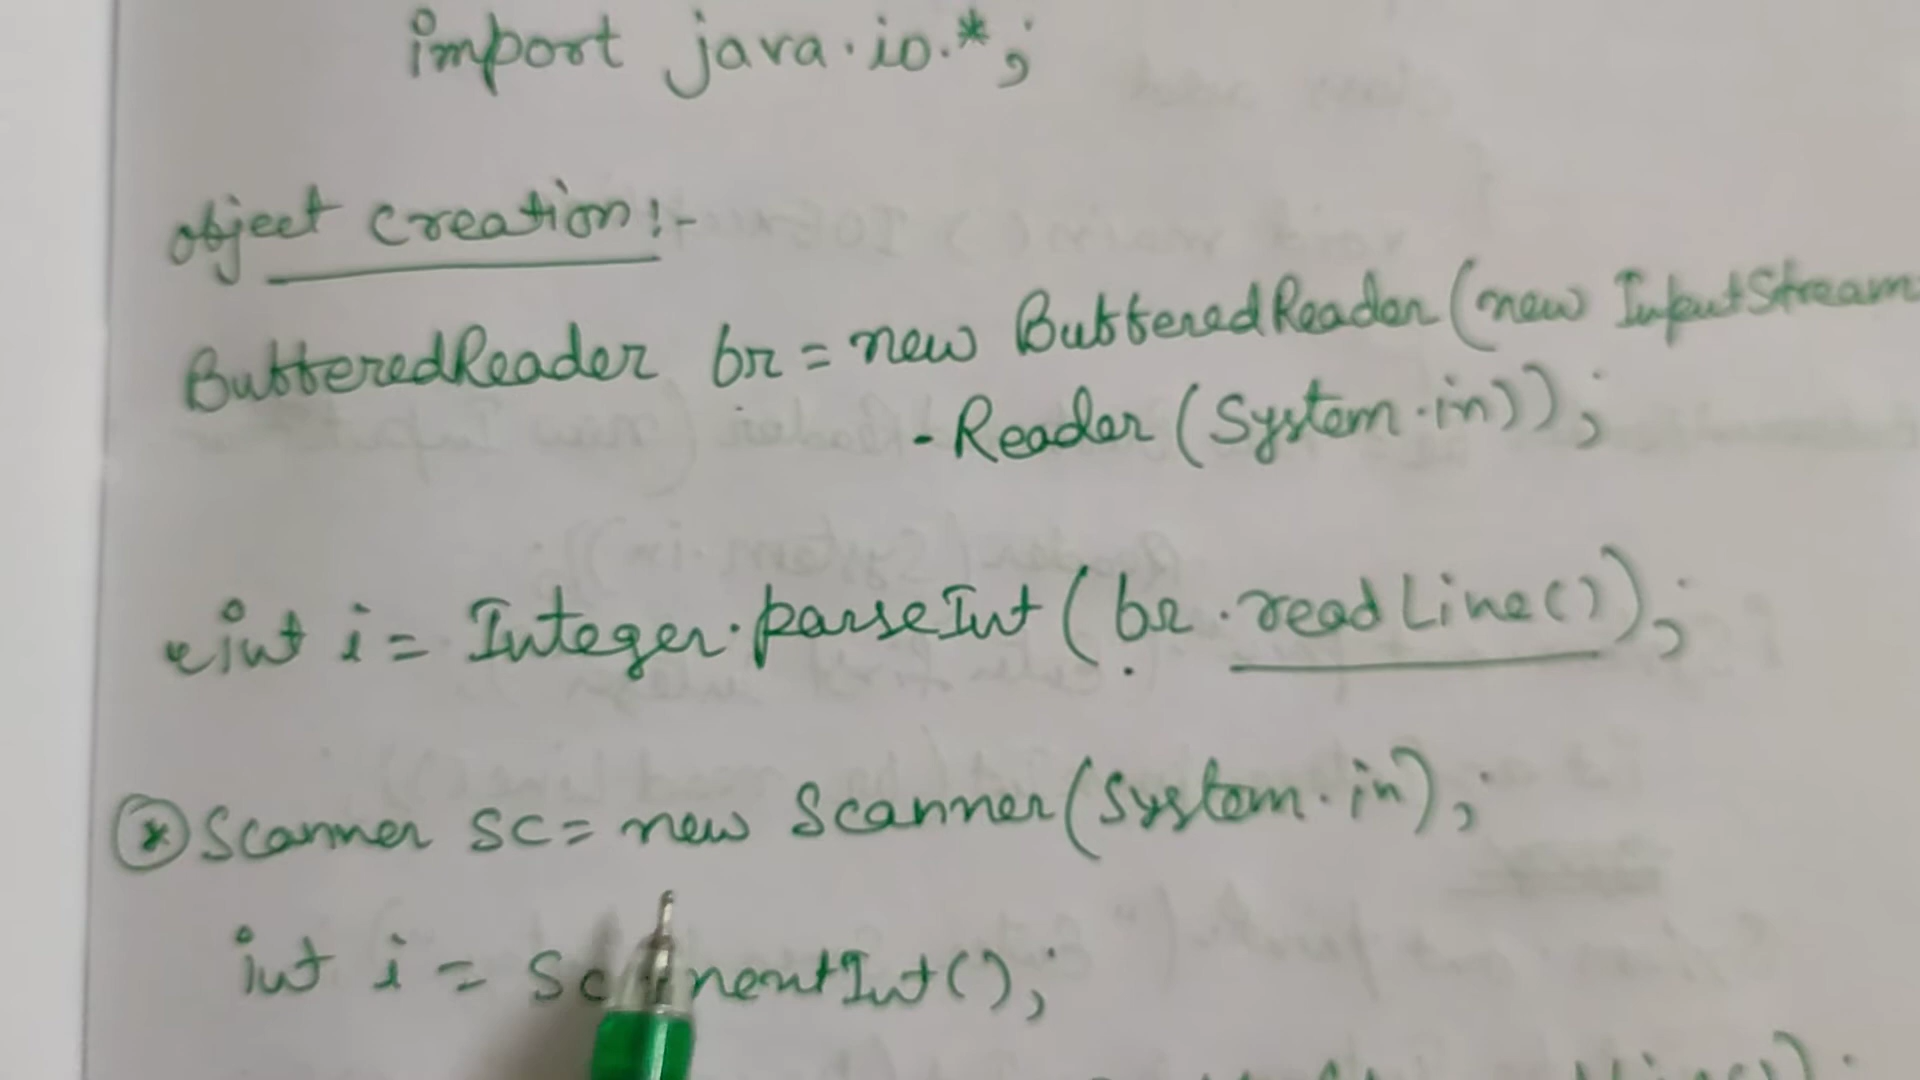 import java.io.*;
object creation:-
BufferedReader br = new BufferedReader (new InputStream
- Reader (System.in));
int i = Integer.parseInt (br.readLine());
* Scanner sc = new Scanner (System.in);
int i = sc nextInt();